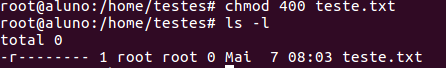 root@aluno:/home/testes# chmod 400 teste.txt
root@aluno:/home/testes# ls -l
total 0
-r-------- 1 root root 0 Mai  7 08:03 teste.txt